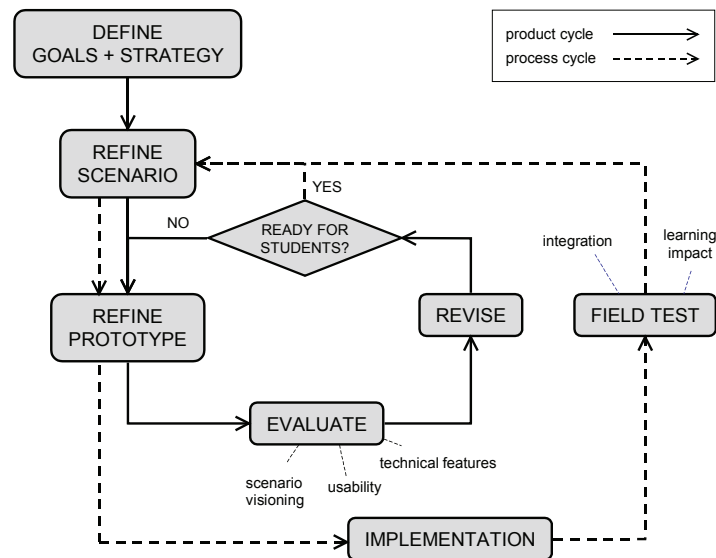 DEFINE
GOALS + STRATEGY
product cycle
process cycle
REFINE
SCENARIO
YES
NO
READY FOR
STUDENTS?
integration
learning
impact
REFINE
PROTOTYPE
REVISE
FIELD TEST
EVALUATE
technical features
scenario
visioning
usability
IMPLEMENTATION